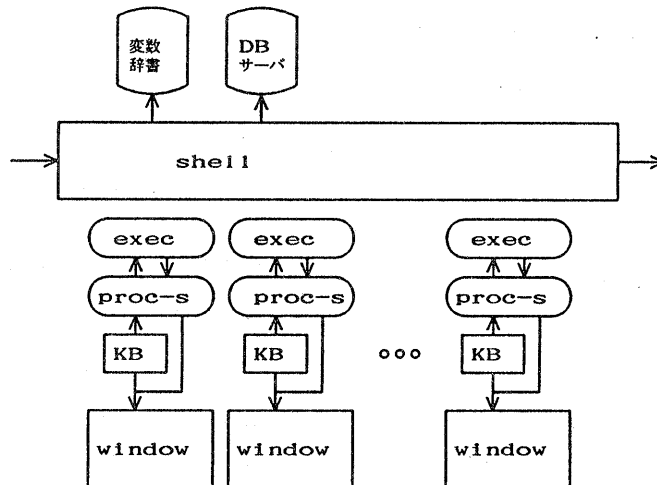 変数
辞書
DB
サーバ
shell
exec exec exec
proc-s proc-s proc-s
KB KB ○○○ KB
window window window